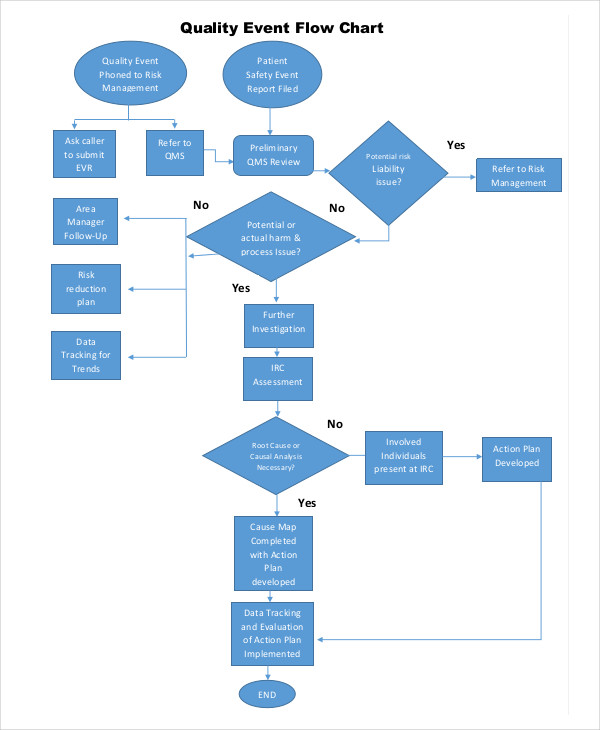 Quality Event Flow Chart
Quality Event
Phoned to Risk
Management
Patient
Safety Event
Report Filed
Ask caller
to submit
EVR
Refer to
QMS
Preliminary
QMS Review
Potential risk
Liability
issue?
Yes
Refer to Risk
Management
No
Potential or
actual harm &
process Issue?
No
Area
Manager
Follow-Up
Risk
reduction
plan
Data
Tracking for
Trends
Yes
Further
Investigation
IRC
Assessment
Root Cause or
Causal Analysis
Necessary?
No
Involved
Individuals
present at IRC
Action Plan
Developed
Yes
Cause Map
Completed
with Action
Plan
developed
Data Tracking
and Evaluation
of Action Plan
Implemented
END